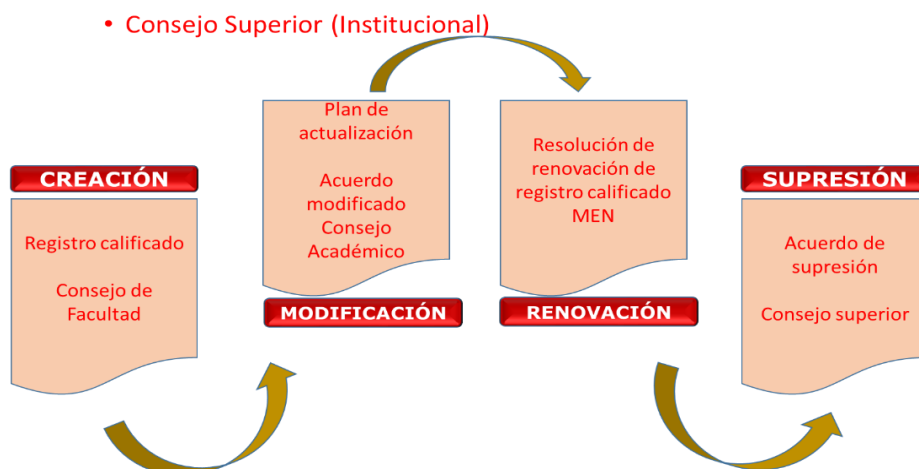 • Consejo Superior (Institucional)
CREACIÓN
Registro calificado
Consejo de
Facultad
Plan de
actualización
Acuerdo
modificado
Consejo
Académico
MODIFICACIÓN
Resolución de
renovación de
registro calificado
MEN
RENOVACIÓN
SUPRESIÓN
Acuerdo de
supresión
Consejo superior